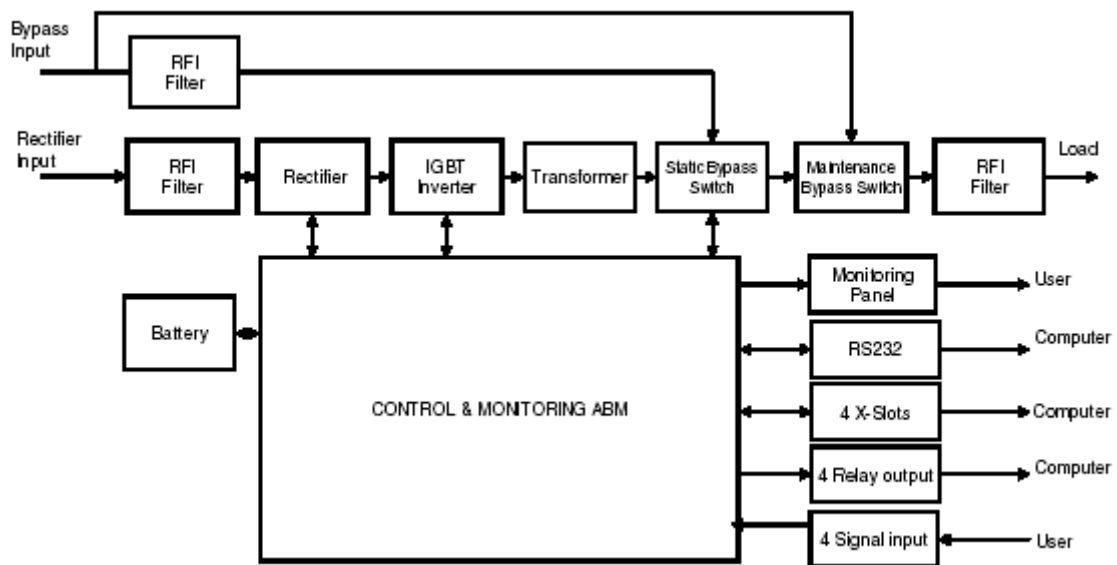 Bypass
Input
RFI
Filter
Rectifier
Input
RFI
Filter
Rectifier
IGBT
Inverter
Transformer
Static Bypass
Switch
Maintenance
Bypass Switch
RFI
Filter
Load
Battery
CONTROL & MONITORING ABM
Monitoring
Panel
User
RS232
Computer
4 X-Slots
Computer
4 Relay output
Computer
4 Signal input
User